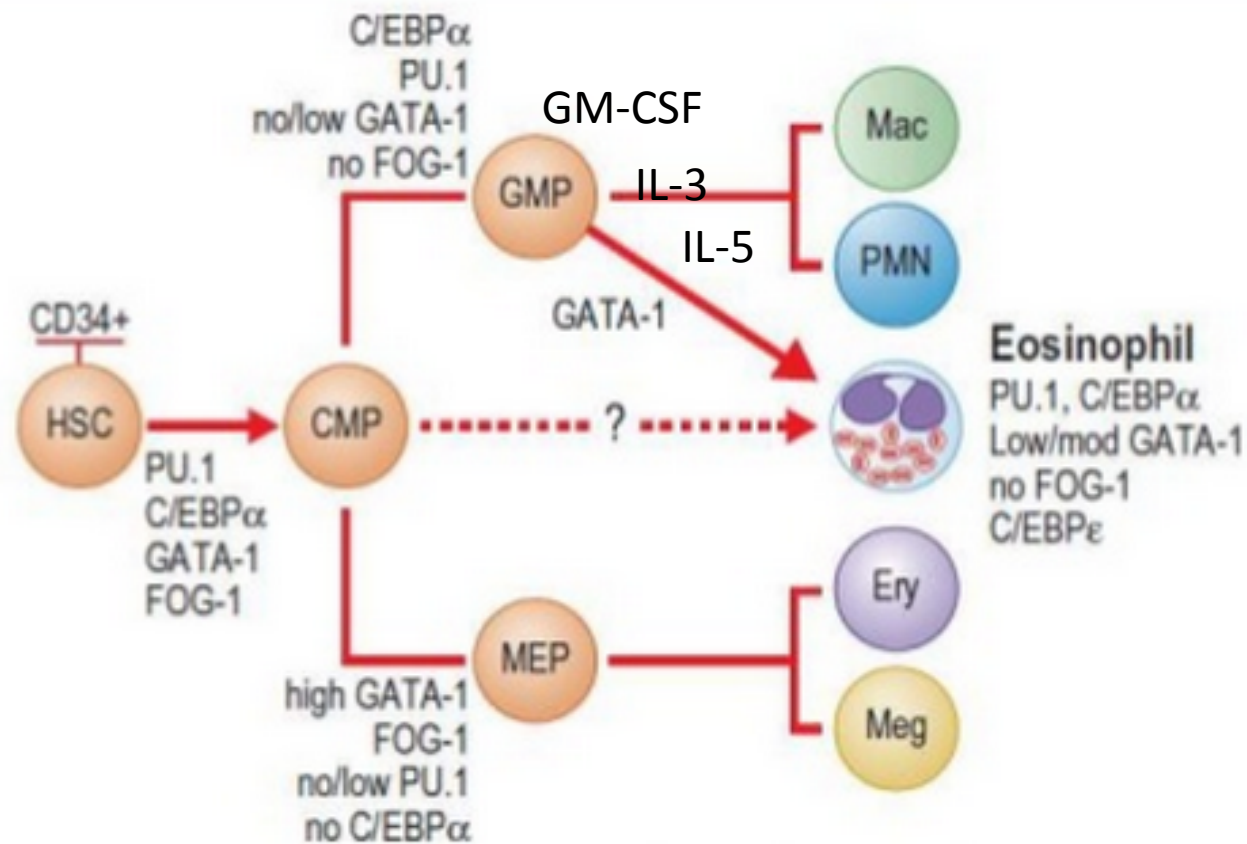 C/EBPα
PU.1
no/low GATA-1
no FOG-1
GM-CSF
IL-3
IL-5
GMP
GATA-1
Mac
PMN
CD34+
HSC
PU.1
C/EBPα
GATA-1
FOG-1
CMP
?
Eosinophil
PU.1, C/EBPα
Low/mod GATA-1
no FOG-1
C/EBPε
MEP
high GATA-1
FOG-1
no/low PU.1
no C/EBPα
Ery
Meg